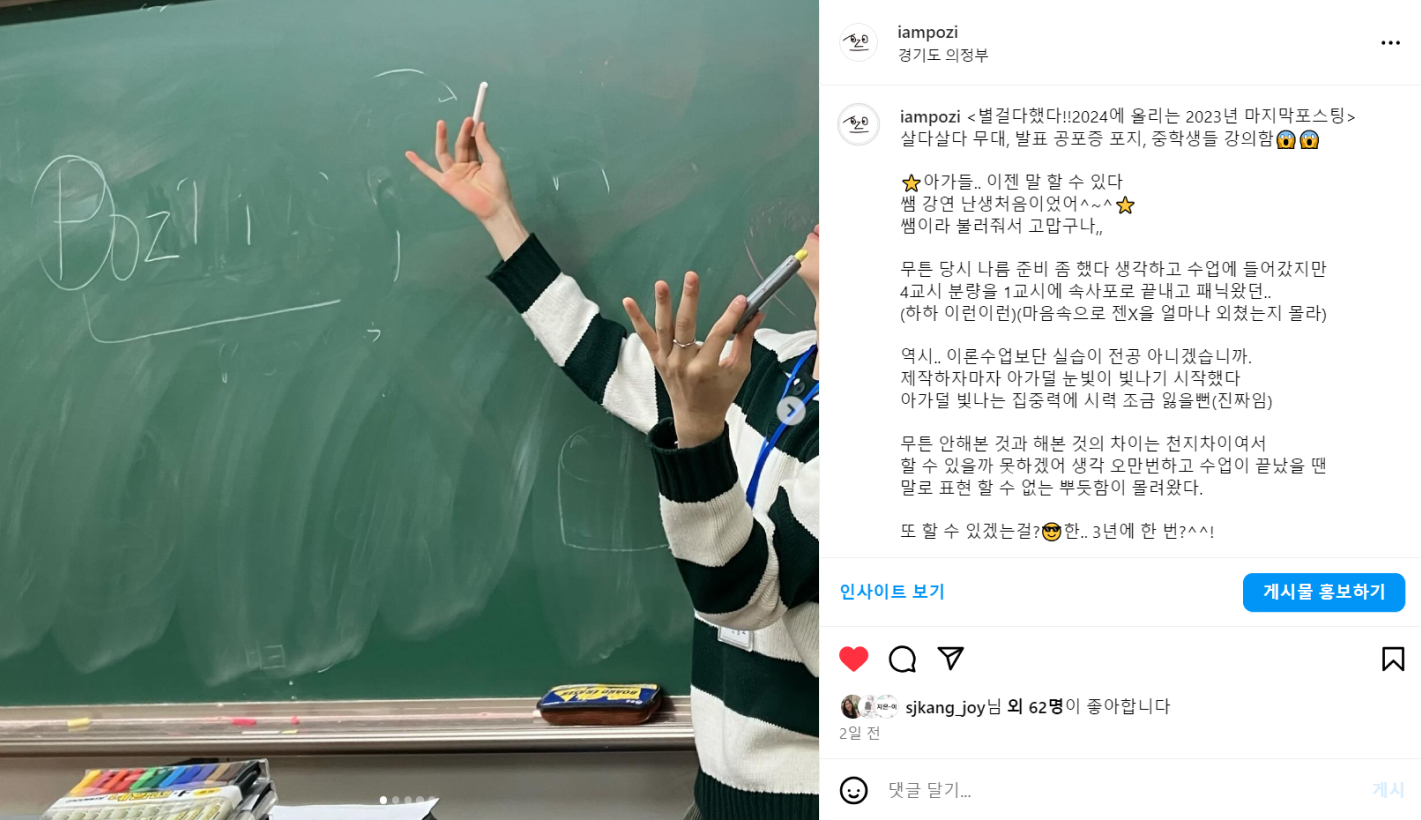 Pozi
iampozi
경기도 의정부
iampozi <별걸다했다!!2024에 올리는 2023년 마지막포스팅>
살다살다 무대, 발표 공포증 포지, 중학생들 강의함😱😱
⭐아가들.. 이젠 말 할 수 있다
쌤 강연 난생처음이었어^~^⭐
쌤이라 불러줘서 고맙구나,,
무튼 당시 나름 준비 좀 했다 생각하고 수업에 들어갔지만
4교시 분량을 1교시에 속사포로 끝내고 패닉왔던..
(하하 이런이런)(마음속으로 젠X을 얼마나 외쳤는지 몰라)
역시.. 이론수업보단 실습이 전공 아니겠습니까.
제작하자마자 아가덜 눈빛이 빛나기 시작했다
아가덜 빛나는 집중력에 시력 조금 잃을뻔(진짜임)
무튼 안해본 것과 해본 것의 차이는 천지차이여서
할 수 있을까 못하겠어 생각 오만번하고 수업이 끝났을 땐
말로 표현 할 수 없는 뿌듯함이 몰려왔다.
또 할 수 있겠는걸?😎한.. 3년에 한 번?^^!
인사이트 보기
게시물 홍보하기
sjkang_joy님 외 62명이 좋아합니다
2일 전
댓글 달기...
게시